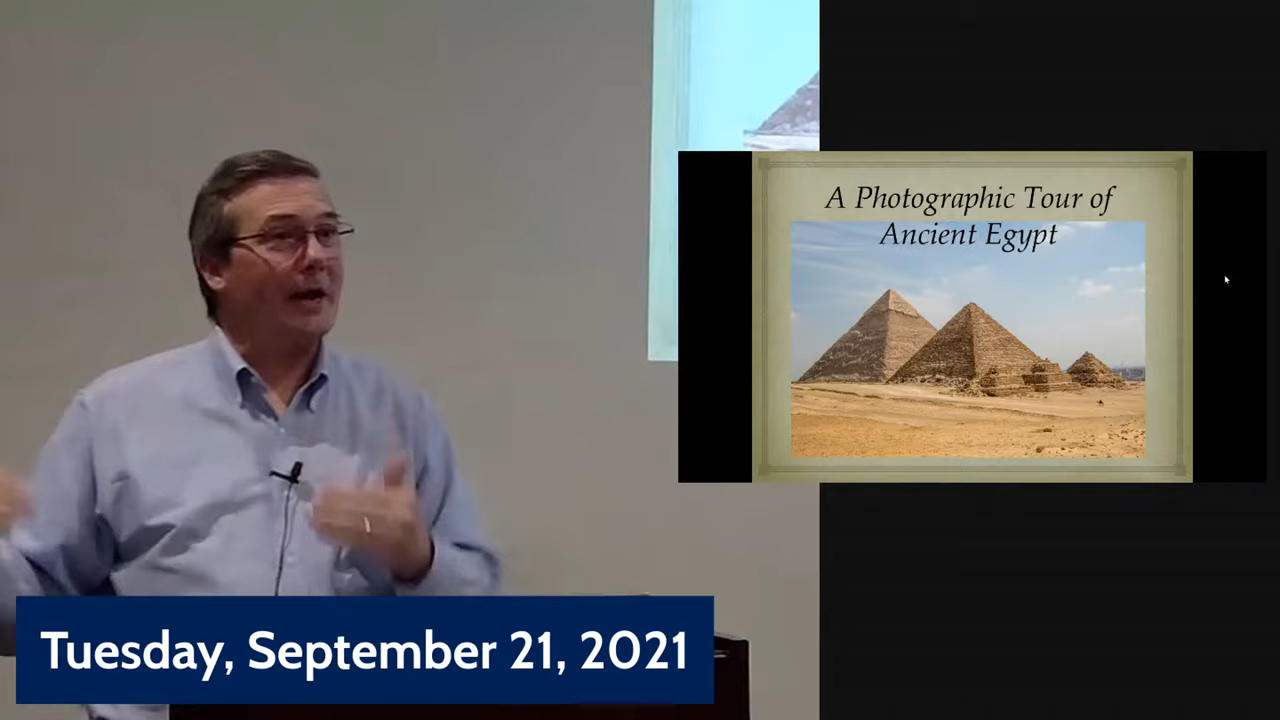 A Photographic Tour of
Ancient Egypt
Tuesday, September 21, 2021